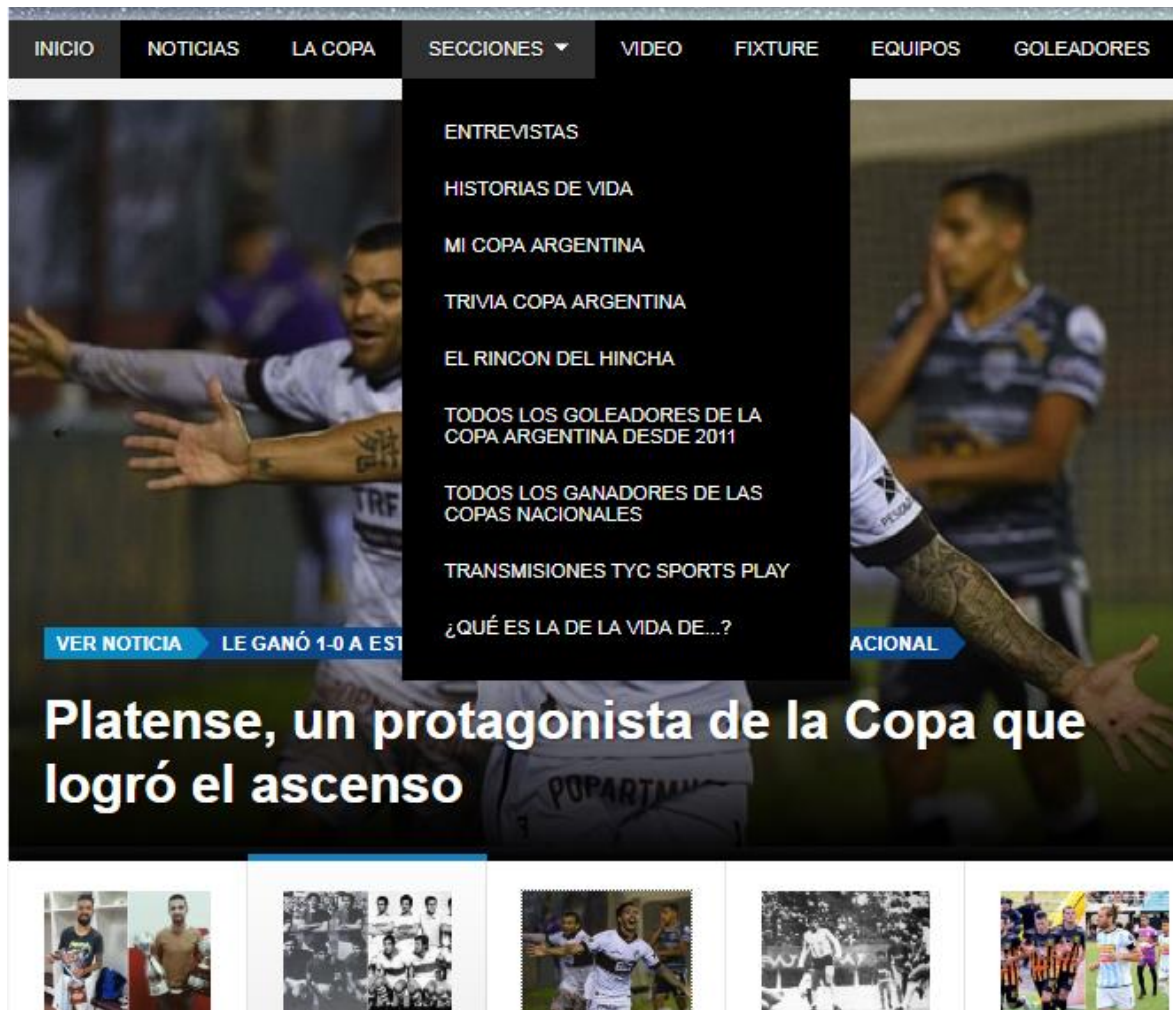 INICIO NOTICIAS LA COPA SECCIONES VIDEO FIXTURE EQUIPOS GOLEADORES
ENTREVISTAS
HISTORIAS DE VIDA
MI COPA ARGENTINA
TRIVIA COPA ARGENTINA
EL RINCON DEL HINCHA
TODOS LOS GOLEADORES DE LA
COPA ARGENTINA DESDE 2011
TODOS LOS GANADORES DE LAS
COPAS NACIONALES
TRANSMISIONES TYC SPORTS PLAY
¿QUÉ ES LA DE LA VIDA DE...?
VER NOTICIA LE GANÓ 1-0 A EST ACIONAL
Platense, un protagonista de la Copa que
logró el ascenso